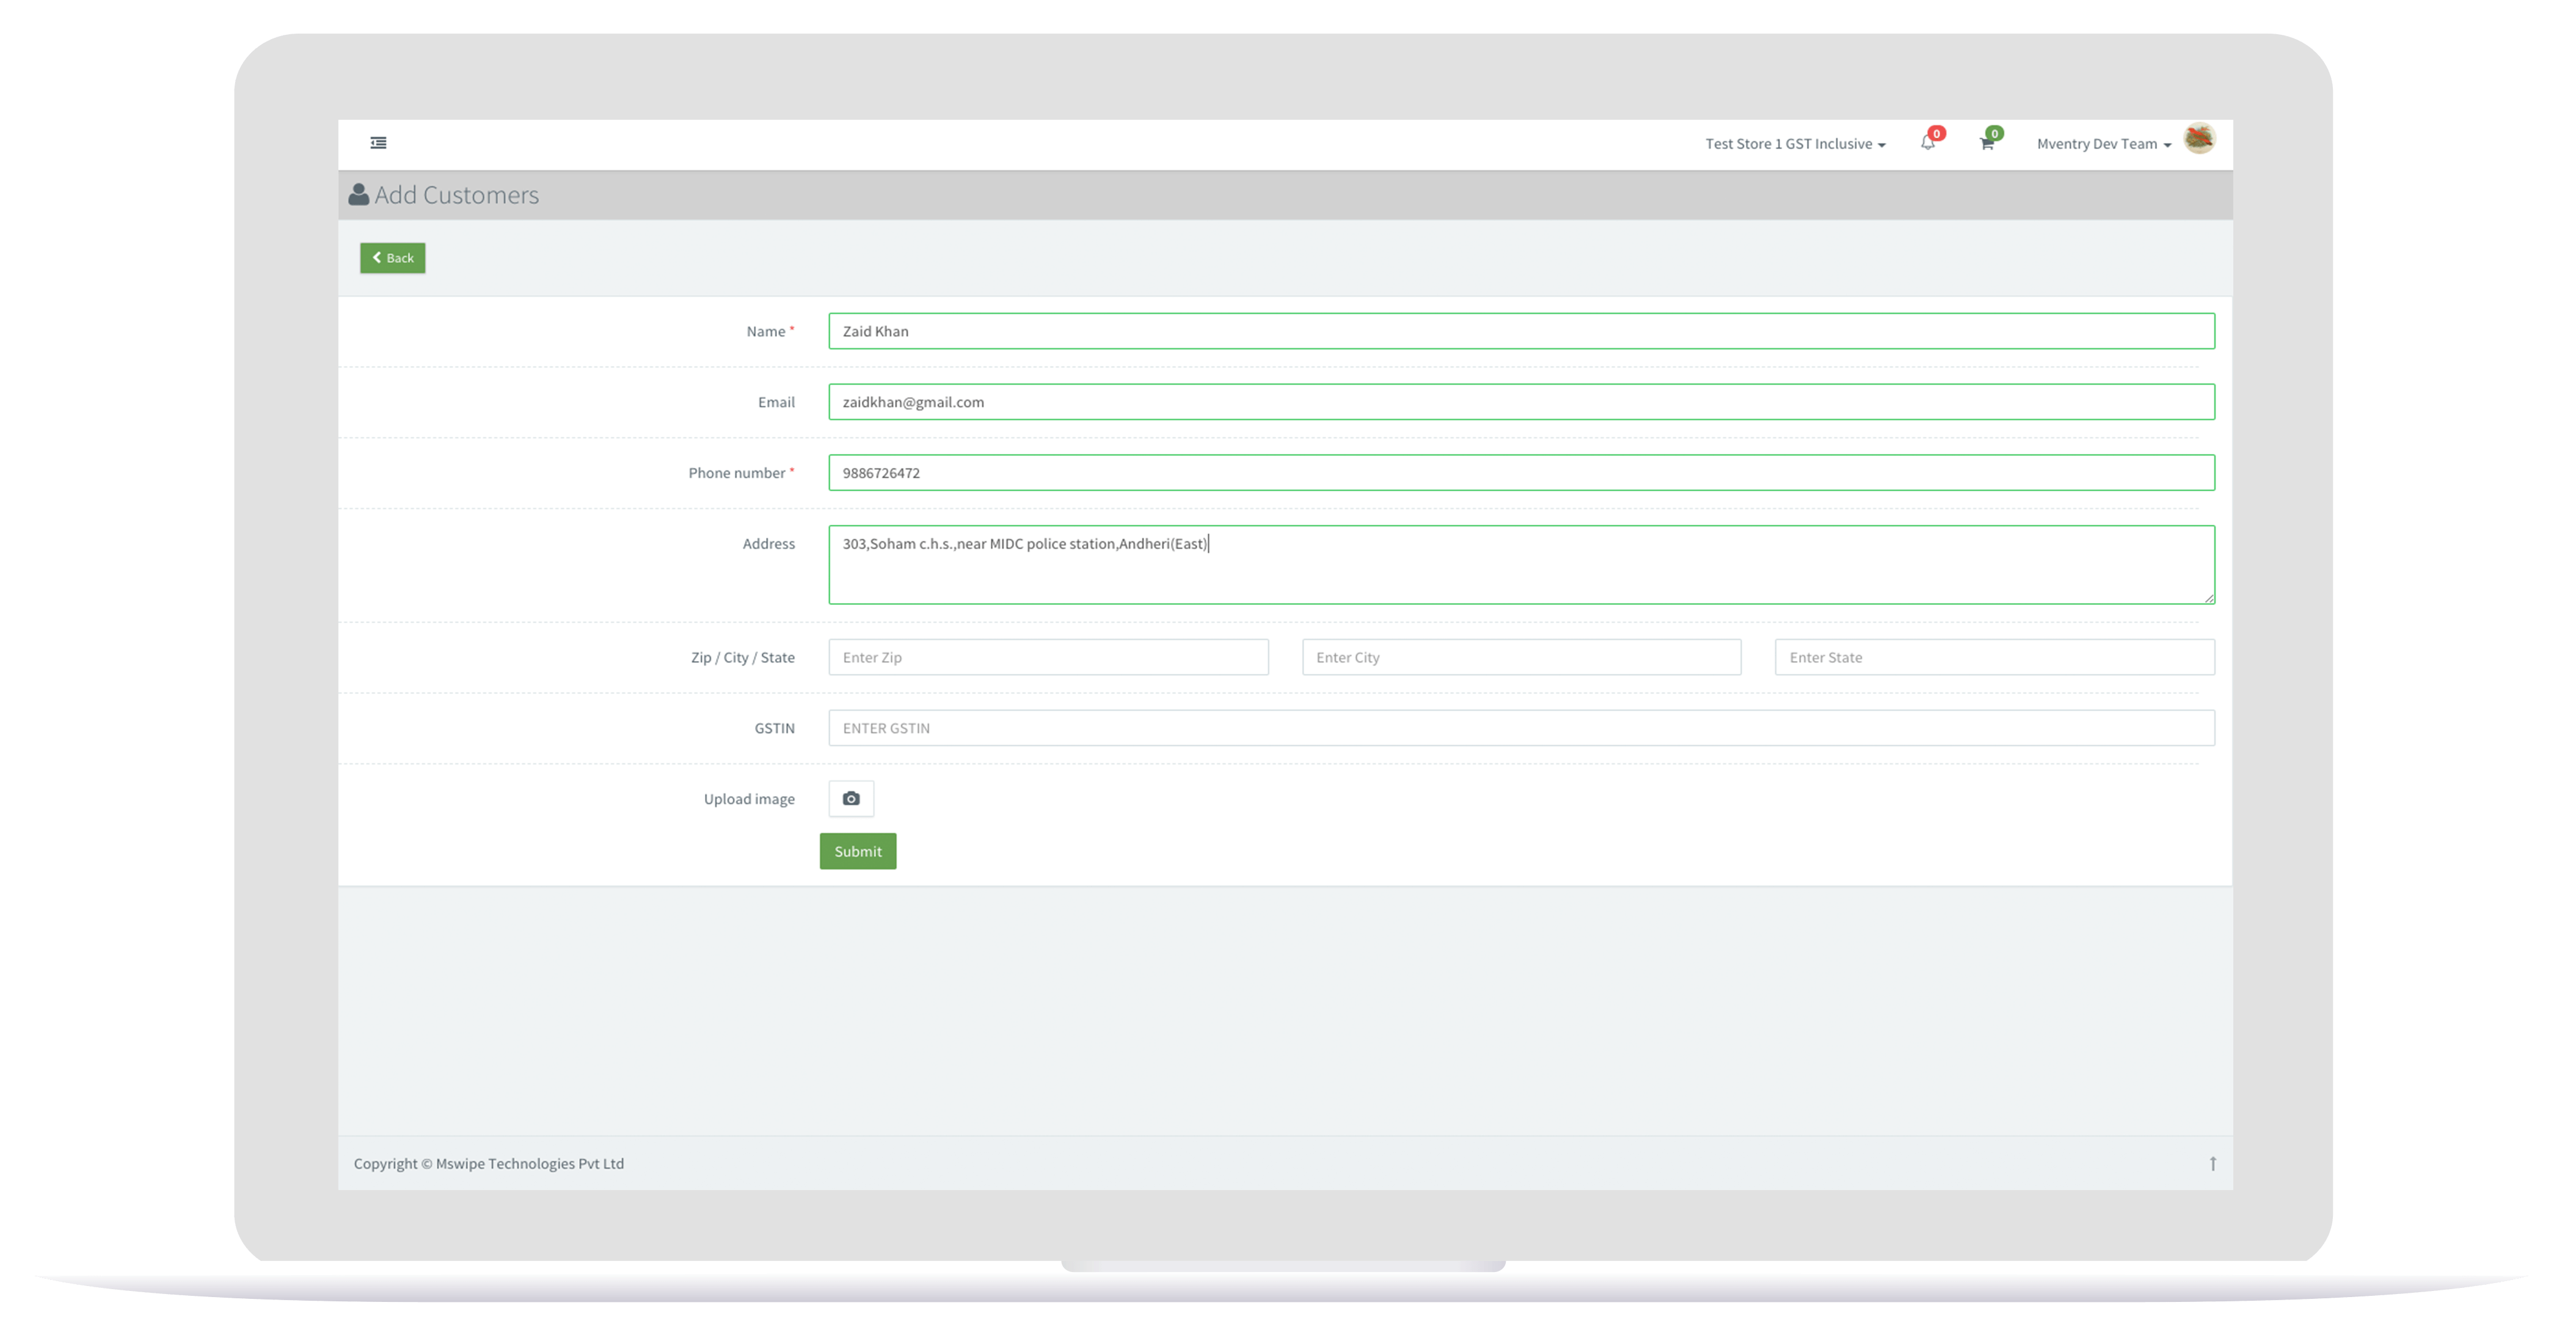 Test Store 1 GST Inclusive 0 0 Mventry Dev Team
Add Customers
Back
Name * Zaid Khan
Email zaidkhan@gmail.com
Phone number * 9886726472
Address 303,Soham c.h.s.,near MIDC police station,Andheri(East)
Zip / City / State Enter Zip Enter City Enter State
GSTIN ENTER GSTIN
Upload image
Submit
Copyright © Mswipe Technologies Pvt Ltd